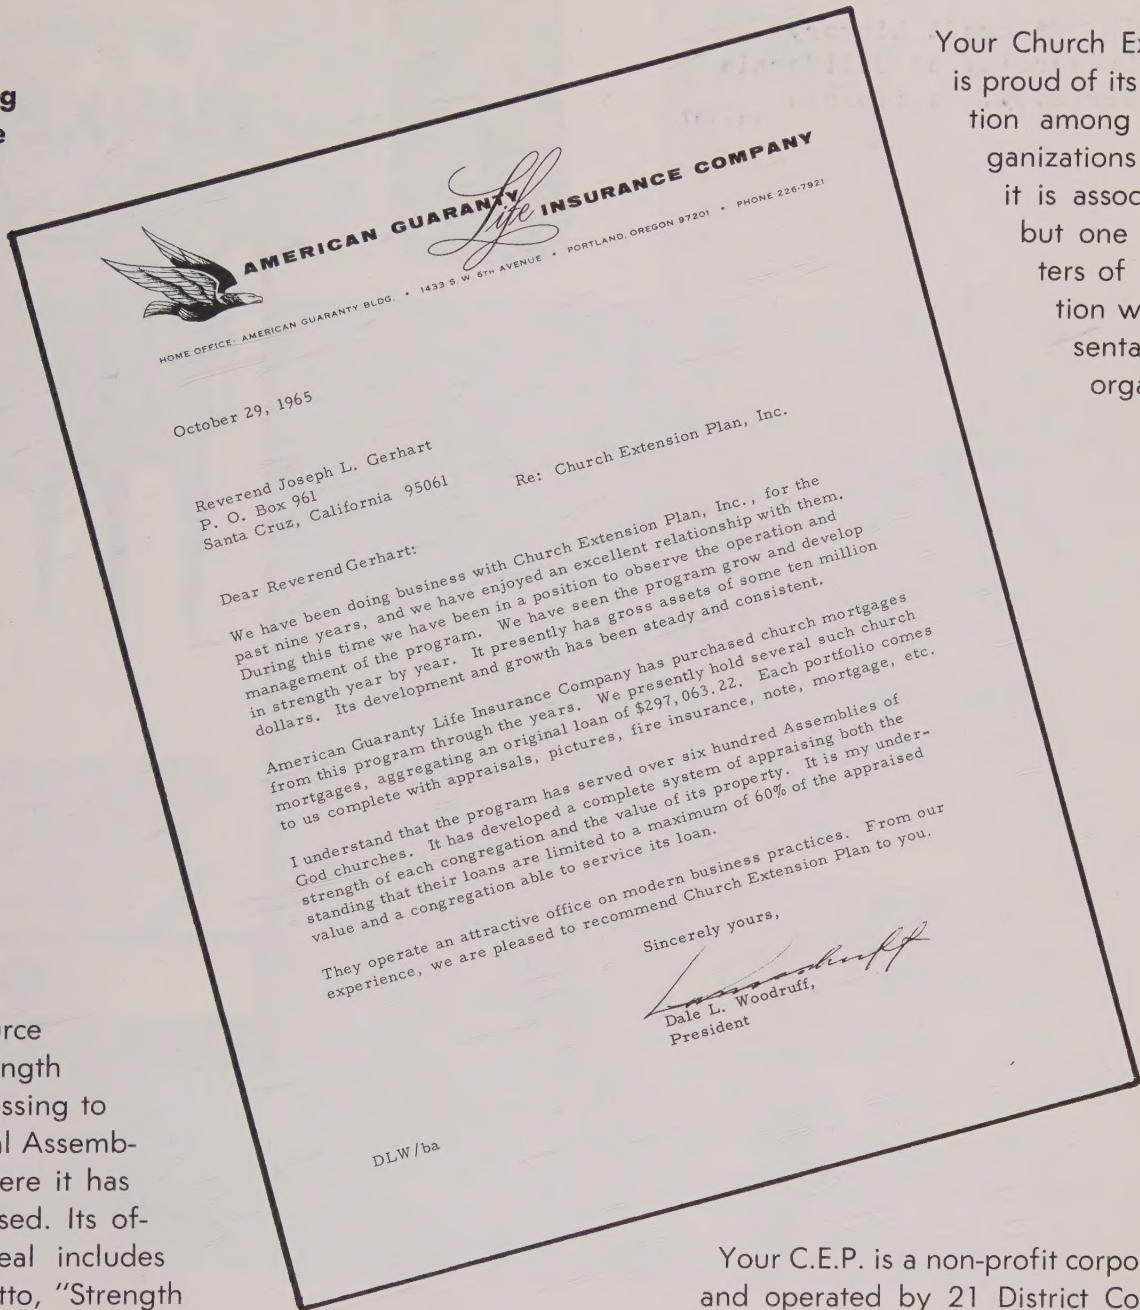 g
e
Your Church Ex
is proud of its
tion among
ganizations
it is assoc
but one
ters of
tion w
senta
orga
AMERICAN GUARANTY Life INSURANCE COMPANY
HOME OFFICE: AMERICAN GUARANTY BLDG. • 1433 S. W. 6TH AVENUE • PORTLAND, OREGON 97201 • PHONE 226-7921
October 29, 1965
Reverend Joseph L. Gerhart
P. O. Box 961
Santa Cruz, California 95061
Re: Church Extension Plan, Inc.
Dear Reverend Gerhart:
We have been doing business with Church Extension Plan, Inc., for the
past nine years, and we have enjoyed an excellent relationship with them.
During this time we have been in a position to observe the operation and
management of the program. We have seen the program grow and develop
in strength year by year. It presently has gross assets of some ten million
dollars. Its development and growth has been steady and consistent.
American Guaranty Life Insurance Company has purchased church mortgages
from this program through the years. We presently hold several such church
mortgages, aggregating an original loan of $297,063.22. Each portfolio comes
to us complete with appraisals, pictures, fire insurance, note, mortgage, etc.
I understand that the program has served over six hundred Assemblies of
God churches. It has developed a complete system of appraising both the
strength of each congregation and the value of its property. It is my under-
standing that their loans are limited to a maximum of 60% of the appraised
value and a congregation able to service its loan.
They operate an attractive office on modern business practices. From our
experience, we are pleased to recommend Church Extension Plan to you.
Sincerely yours,
Dale L. Woodruff,
President
DLW/ba
urce
ngth
essing to
al Assemb-
ere it has
sed. Its of-
eal includes
tto, "Strength
Your C.E.P. is a non-profit corpo
and operated by 21 District Co